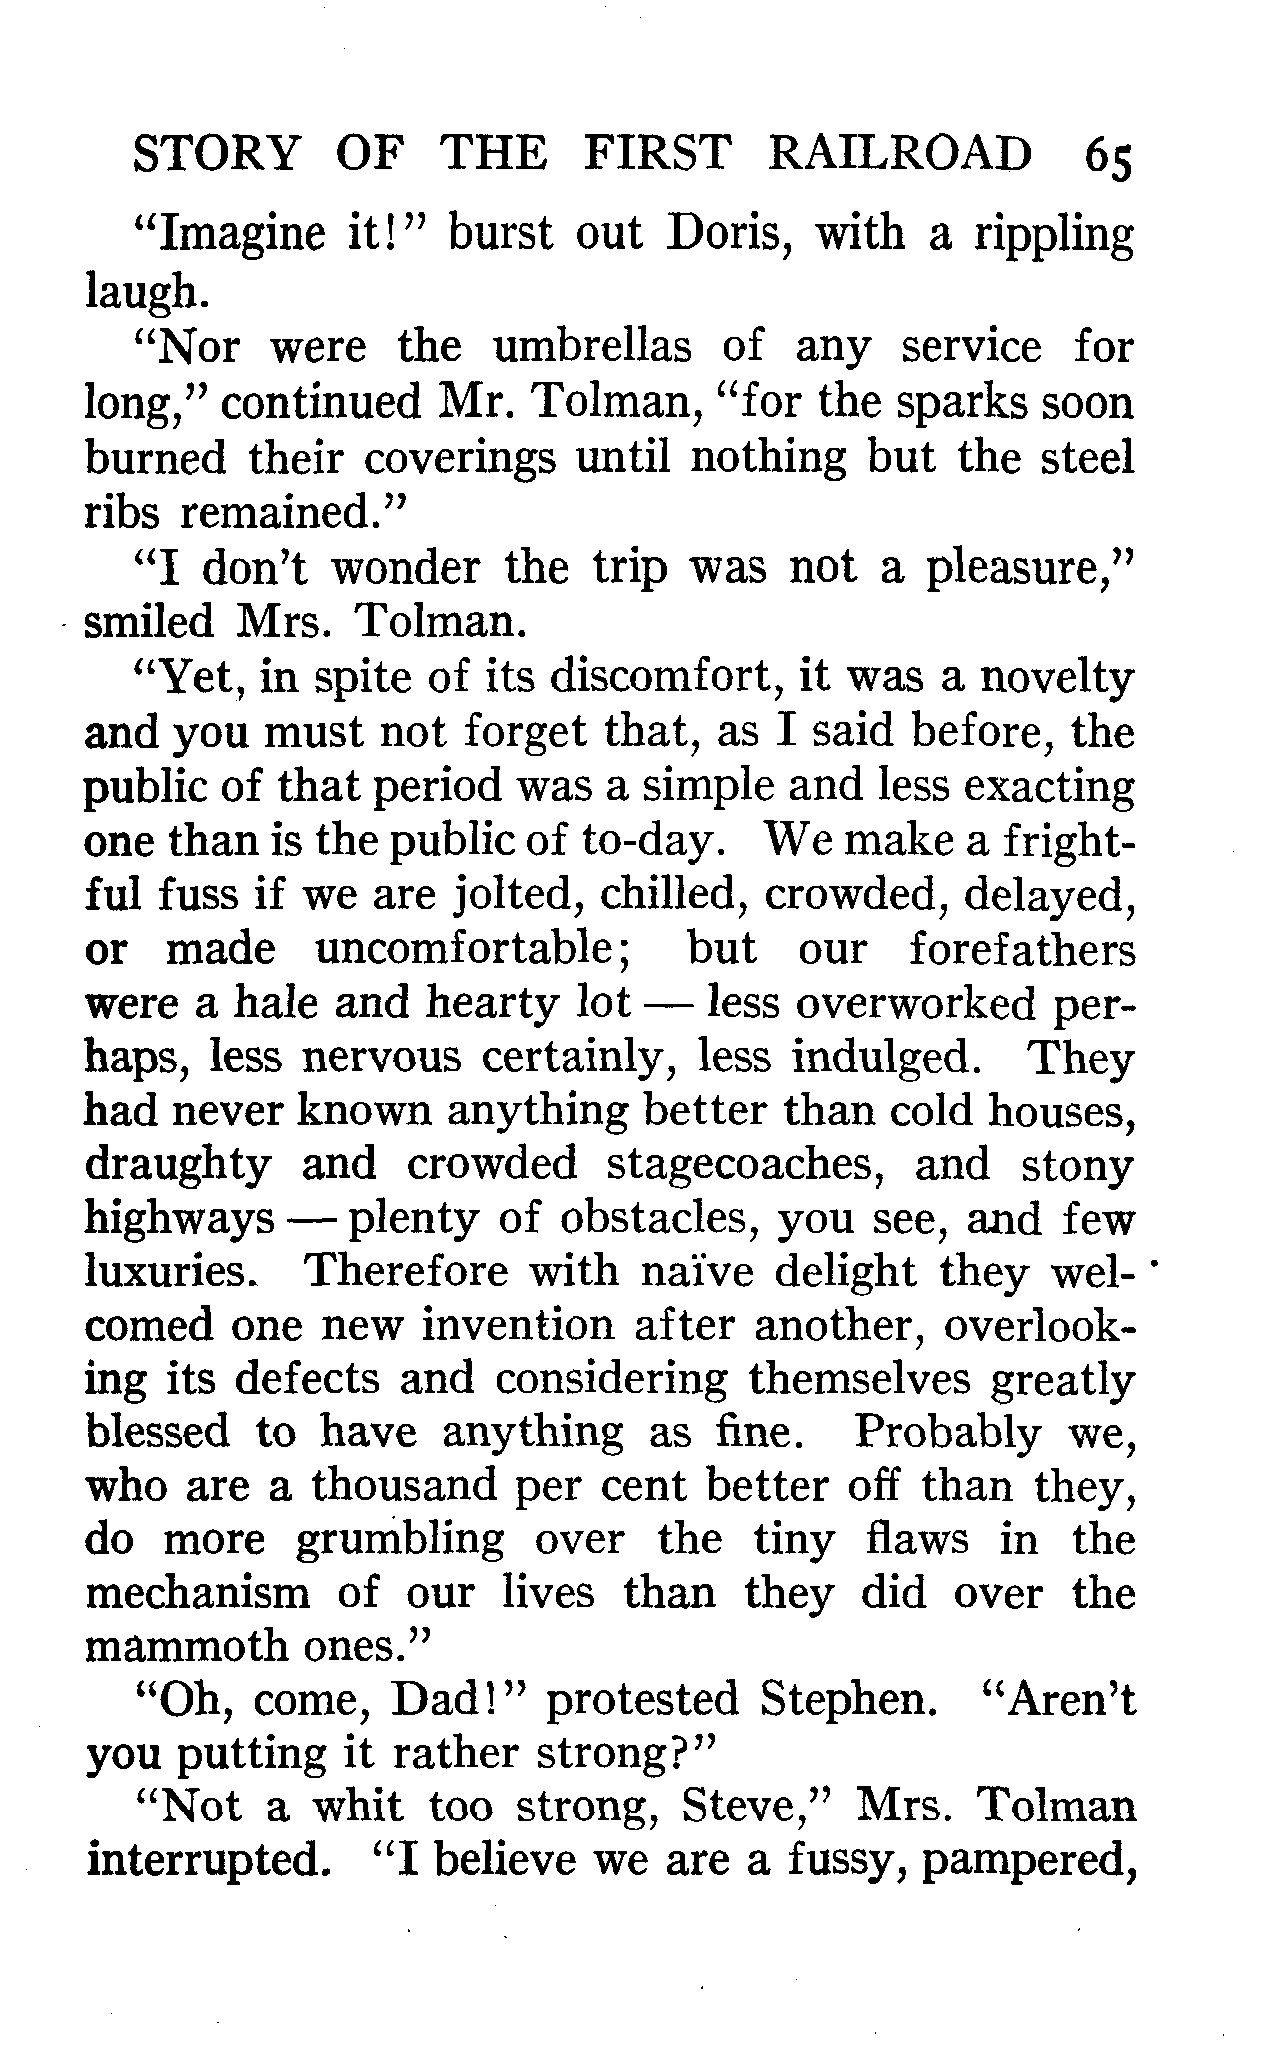 STORY OF THE FIRST RAILROAD 65
“Imagine it!” burst out Doris, with a rippling
laugh.
“Nor were the umbrellas of any service for
long,” continued Mr. Tolman, “for the sparks soon
burned their coverings until nothing but the steel
ribs remained.”
“I don't wonder the trip was not a pleasure,”
smiled Mrs. Tolman.
“Yet, in spite of its discomfort, it was a novelty
and you must not forget that, as I said before, the
public of that period was a simple and less exacting
one than is the public of to-day. We make a fright-
ful fuss if we are jolted, chilled, crowded, delayed,
or made uncomfortable; but our forefathers
were a hale and hearty lot — less overworked per-
haps, less nervous certainly, less indulged. They
had never known anything better than cold houses,
draughty and crowded stagecoaches, and stony
highways — plenty of obstacles, you see, and few
luxuries. Therefore with naïve delight they wel-
comed one new invention after another, overlook-
ing its defects and considering themselves greatly
blessed to have anything as fine. Probably we,
who are a thousand per cent better off than they,
do more grumbling over the tiny flaws in the
mechanism of our lives than they did over the
mammoth ones.”
“Oh, come, Dad!” protested Stephen. “Aren't
you putting it rather strong?”
“Not a whit too strong, Steve,” Mrs. Tolman
interrupted. “I believe we are a fussy, pampered,